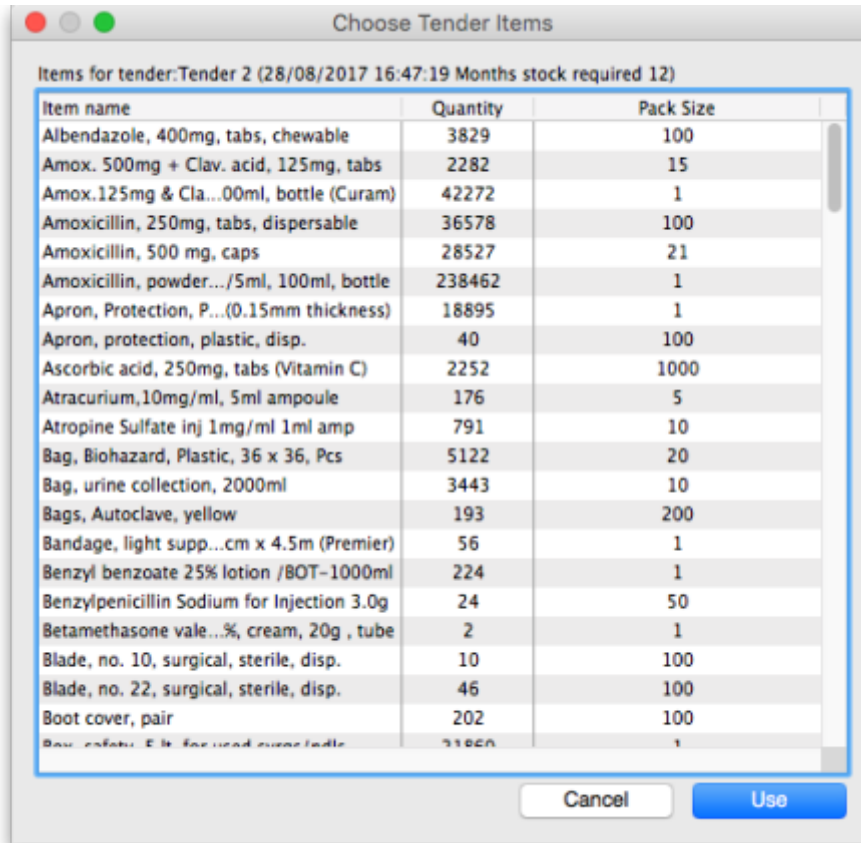 Choose Tender Items
Items for tender:Tender 2 (28/08/2017 16:47:19 Months stock required 12)
Item name Quantity Pack Size
Albendazole, 400mg, tabs, chewable 3829 100
Amox. 500mg + Clav. acid, 125mg, tabs 2282 15
Amox.125mg & Cla...00ml, bottle (Curam) 42272 1
Amoxicillin, 250mg, tabs, dispersable 36578 100
Amoxicillin, 500 mg, caps 28527 21
Amoxicillin, powder.../5ml, 100ml, bottle 238462 1
Apron, Protection, P...(0.15mm thickness) 18895 1
Apron, protection, plastic, disp. 40 100
Ascorbic acid, 250mg, tabs (Vitamin C) 2252 1000
Atracurium,10mg/ml, 5ml ampoule 176 5
Atropine Sulfate inj 1mg/ml 1ml amp 791 10
Bag, Biohazard, Plastic, 36 x 36, Pcs 5122 20
Bag, urine collection, 2000ml 3443 10
Bags, Autoclave, yellow 193 200
Bandage, light supp...cm x 4.5m (Premier) 56 1
Benzyl benzoate 25% lotion /BOT-1000ml 224 1
Benzylpenicillin Sodium for Injection 3.0g 24 50
Betamethasone vale...%, cream, 20g , tube 2 1
Blade, no. 10, surgical, sterile, disp. 10 100
Blade, no. 22, surgical, sterile, disp. 46 100
Boot cover, pair 202 100
Box, safety, 5 lt, for used 21860 1
Cancel Use